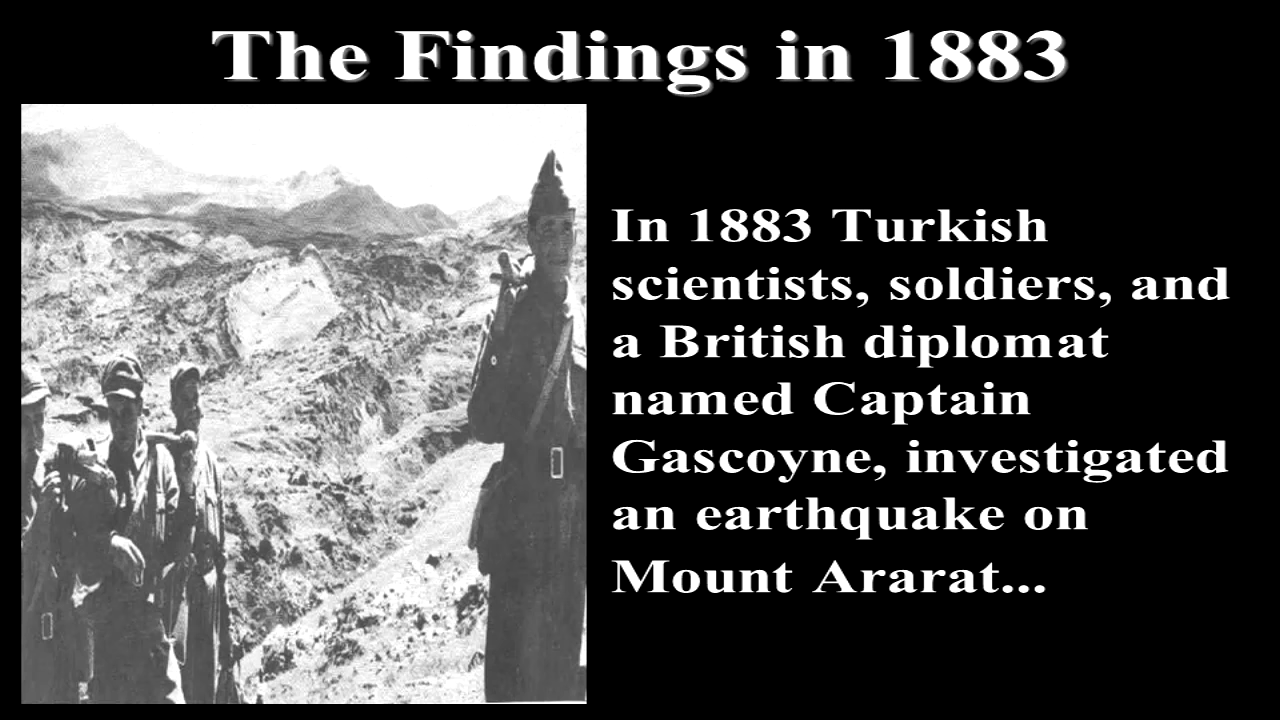 The Findings in 1883
In 1883 Turkish
scientists, soldiers, and
a British diplomat
named Captain
Gascoyne, investigated
an earthquake on
Mount Ararat...